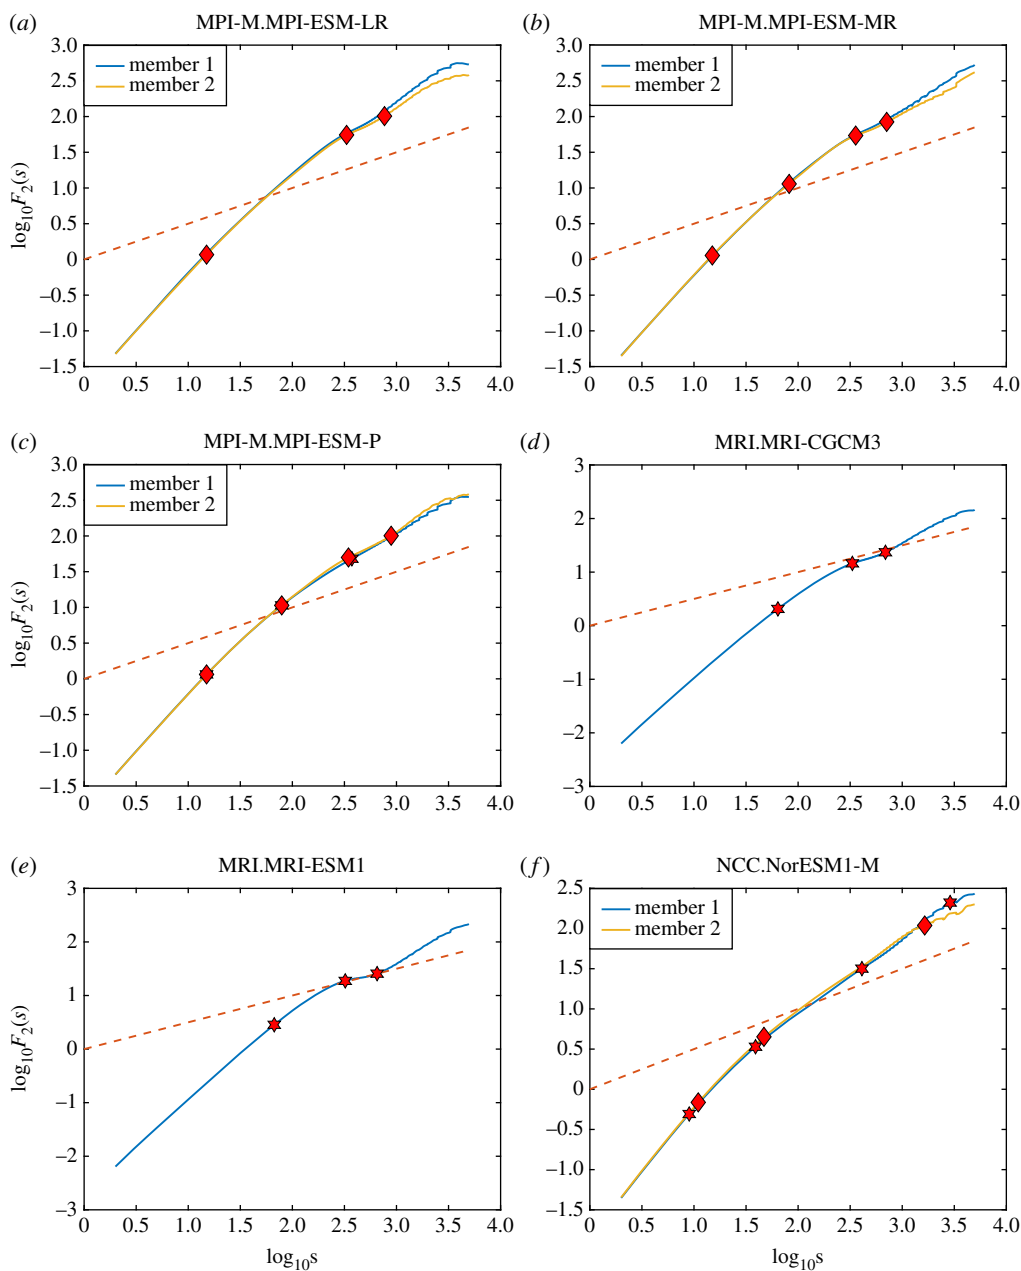 (a) MPI-M.MPI-ESM-LR
3.0
2.5
2.0
1.5
1.0
0.5
0
−0.5
−1.0
−1.5
log₁₀F₂(s)
member 1
member 2
0 0.5 1.0 1.5 2.0 2.5 3.0 3.5 4.0
(b) MPI-M.MPI-ESM-MR
3.0
2.5
2.0
1.5
1.0
0.5
0
−0.5
−1.0
−1.5
member 1
member 2
0 0.5 1.0 1.5 2.0 2.5 3.0 3.5 4.0
(c) MPI-M.MPI-ESM-P
3.0
2.5
2.0
1.5
1.0
0.5
0
−0.5
−1.0
−1.5
log₁₀F₂(s)
member 1
member 2
0 0.5 1.0 1.5 2.0 2.5 3.0 3.5 4.0
(d) MRI.MRI-CGCM3
3
2
1
0
−1
−2
−3
0 0.5 1.0 1.5 2.0 2.5 3.0 3.5 4.0
(e) MRI.MRI-ESM1
3
2
1
0
−1
−2
−3
log₁₀F₂(s)
0 0.5 1.0 1.5 2.0 2.5 3.0 3.5 4.0
log₁₀s
(f) NCC.NorESM1-M
2.5
2.0
1.5
1.0
0.5
0
−0.5
−1.0
−1.5
member 1
member 2
0 0.5 1.0 1.5 2.0 2.5 3.0 3.5 4.0
log₁₀s